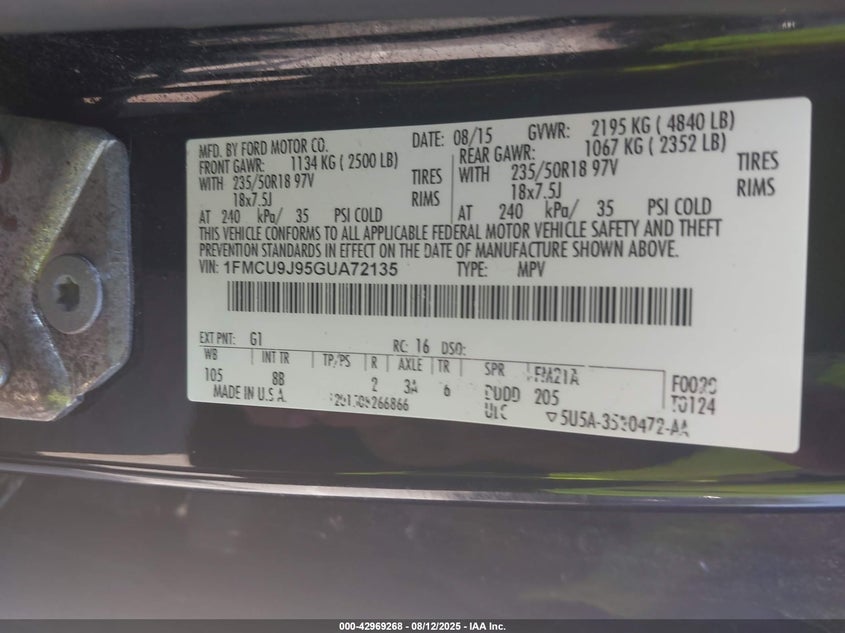 MFD. BY FORD MOTOR CO. DATE: 08/15 GVWR: 2195 KG ( 4840 LB)
FRONT GAWR: 1134 KG ( 2500 LB) REAR GAWR: 1067 KG ( 2352 LB)
WITH 235/50R18 97V TIRES WITH 235/50R18 97V TIRES
18x7.5J RIMS 18x7.5J RIMS
AT 240 kPa/ 35 PSI COLD AT 240 kPa/ 35 PSI COLD
THIS VEHICLE CONFORMS TO ALL APPLICABLE FEDERAL MOTOR VEHICLE SAFETY AND THEFT
PREVENTION STANDARDS IN EFFECT ON THE DATE OF MANUFACTURE SHOWN ABOVE.
VIN: 1FMCU9J95GUA72135 TYPE: MPV
EXT PNT: G1 RC: 16 DSO:
WB INT TR TP/PS R AXLE TR SPR
105 8B 2 3A 6 205
MADE IN U.S.A.
ULC
000-42969268 - 08/12/2025 - IAA Inc.